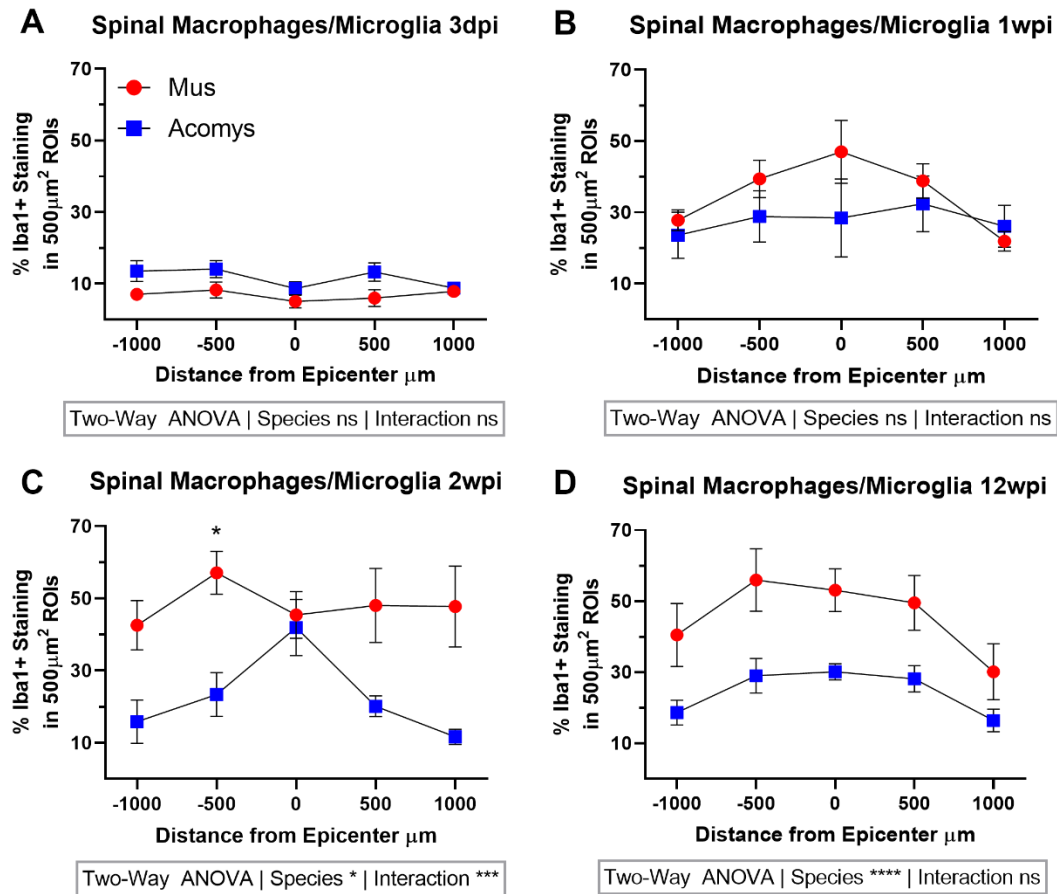 A Spinal Macrophages/Microglia 3dpi
70
50
30
10
% Iba1+ Staining
in 500μm² ROIs
Mus
Acomys
-1000 -500 0 500 1000
Distance from Epicenter μm
Two-Way ANOVA | Species ns | Interaction ns
B Spinal Macrophages/Microglia 1wpi
70
50
30
10
% Iba1+ Staining
in 500μm² ROIs
-1000 -500 0 500 1000
Distance from Epicenter μm
Two-Way ANOVA | Species ns | Interaction ns
C Spinal Macrophages/Microglia 2wpi
70
50
30
10
% Iba1+ Staining
in 500μm² ROIs
*
-1000 -500 0 500 1000
Distance from Epicenter μm
Two-Way ANOVA | Species * | Interaction ***
D Spinal Macrophages/Microglia 12wpi
70
50
30
10
% Iba1+ Staining
in 500μm² ROIs
-1000 -500 0 500 1000
Distance from Epicenter μm
Two-Way ANOVA | Species **** | Interaction ns